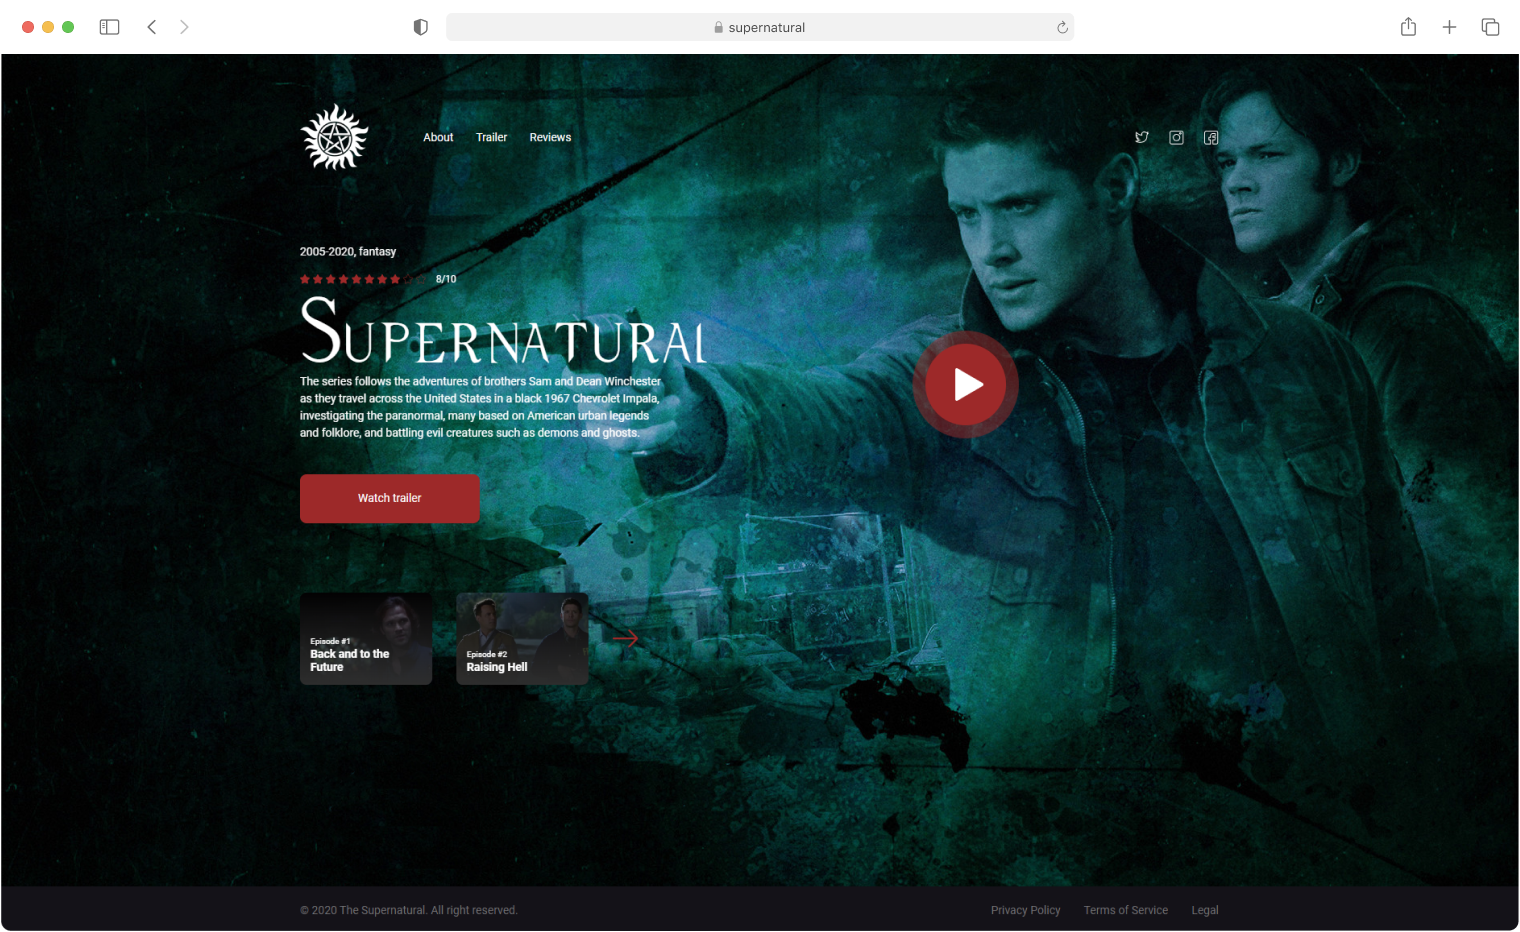 supernatural
About Trailer Reviews
2005-2020, fantasy
8/10
SUPERNATURAL
The series follows the adventures of brothers Sam and Dean Winchester
as they travel across the United States in a black 1967 Chevrolet Impala,
investigating the paranormal, many based on American urban legends
and folklore, and battling evil creatures such as demons and ghosts.
Watch trailer
Episode #1
Back and to the
Future
Episode #2
Raising Hell
© 2020 The Supernatural. All right reserved.
Privacy Policy Terms of Service Legal